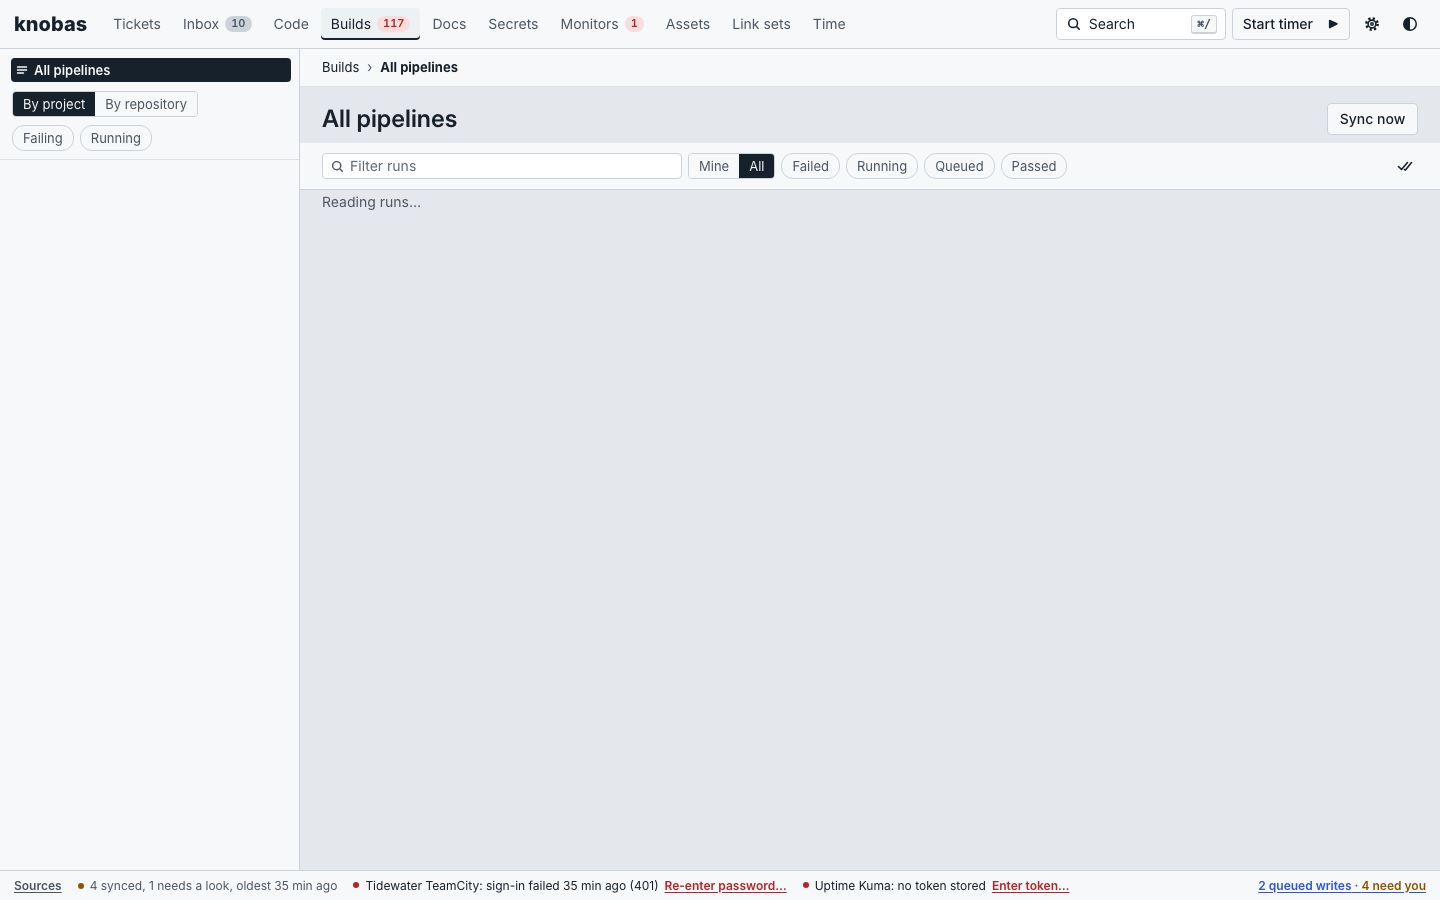 knobas Tickets Inbox 10 Code Builds 117 Docs Secrets Monitors 1 Assets Link sets Time Search ⌘/ Start timer
All pipelines
By project By repository
Failing Running
Builds › All pipelines
All pipelines Sync now
Filter runs Mine All Failed Running Queued Passed
Reading runs...
Sources 4 synced, 1 needs a look, oldest 35 min ago Tidewater TeamCity: sign-in failed 35 min ago (401) Re-enter password... Uptime Kuma: no token stored Enter token... 2 queued writes · 4 need you